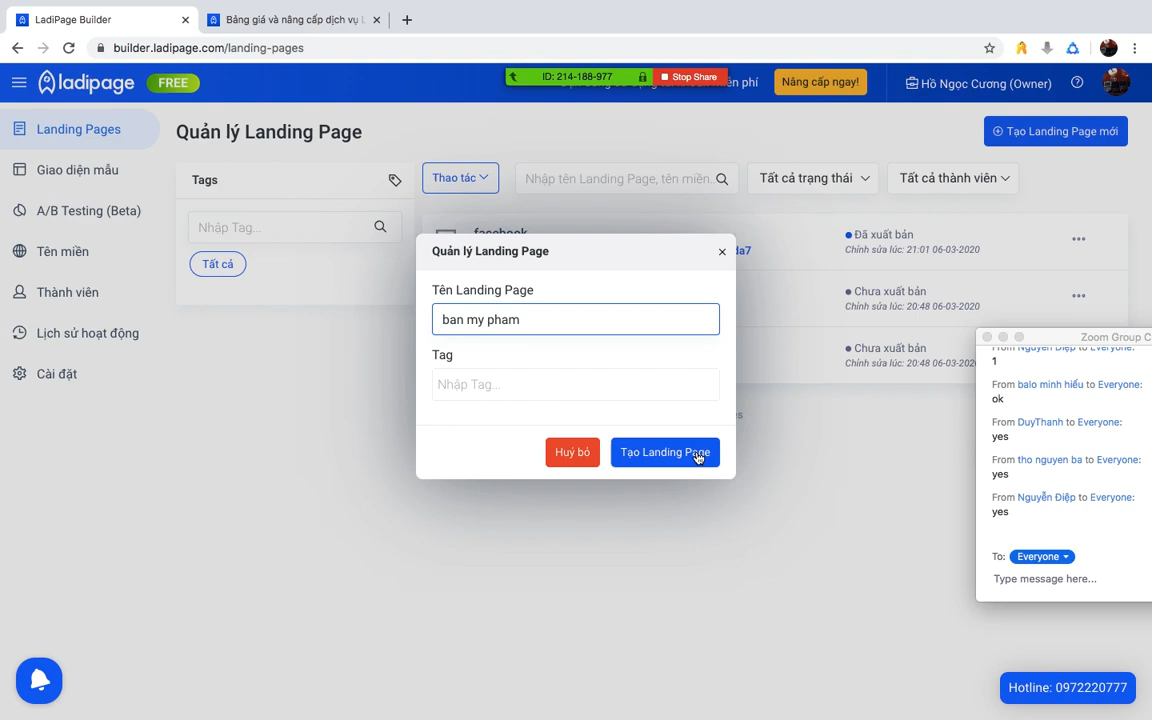 LadiPage Builder
Bảng giá và nâng cấp dịch vụ
builder.ladipage.com/landing-pages
ladipage FREE
ID: 214-188-977 Stop Share
phí
Nâng cấp ngay!
Hồ Ngọc Cương (Owner)
Landing Pages
Giao diện mẫu
A/B Testing (Beta)
Tên miền
Thành viên
Lịch sử hoạt động
Cài đặt
Quản lý Landing Page
Tạo Landing Page mới
Tags
Nhập Tag...
Tất cả
Thao tác
Nhập tên Landing Page, tên miền..
Tất cả trạng thái
Tất cả thành viên
facebook
da7
Đã xuất bản
Chỉnh sửa lúc: 21:01 06-03-2020
Chưa xuất bản
Chỉnh sửa lúc: 20:48 06-03-2020
Chưa xuất bản
Chỉnh sửa lúc: 20:48 06-03-2020
Quản lý Landing Page
Tên Landing Page
ban my pham
Tag
Nhập Tag...
Huỷ bỏ
Tạo Landing Page
Zoom Group C
From Nguyễn Điệp to Everyone:
1
From balo minh hiếu to Everyone:
ok
From DuyThanh to Everyone:
yes
From tho nguyen ba to Everyone:
yes
From Nguyễn Điệp to Everyone:
yes
To: Everyone
Type message here...
Hotline: 0972220777